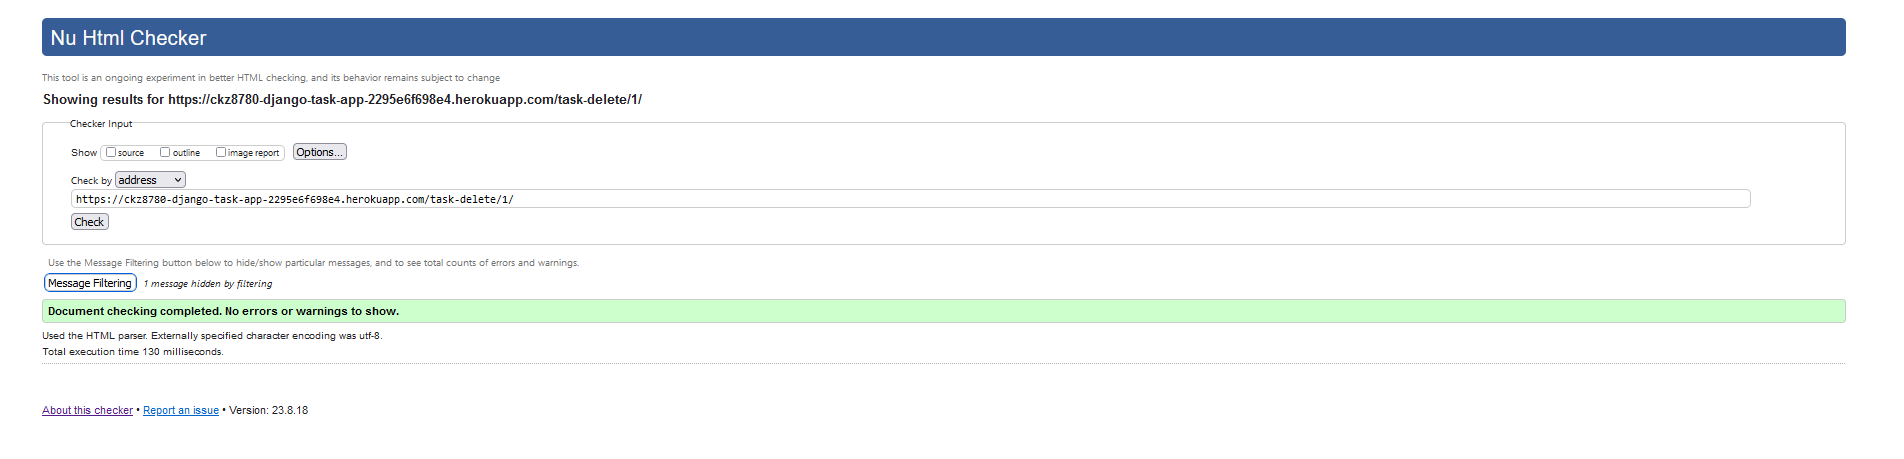 Nu Html Checker
This tool is an ongoing experiment in better HTML checking, and its behavior remains subject to change
Showing results for https://ckz8780-django-task-app-2295e6f698e4.herokuapp.com/task-delete/1/
Checker Input
Show source outline image report Options...
Check by address
https://ckz8780-django-task-app-2295e6f698e4.herokuapp.com/task-delete/1/
Check
Use the Message Filtering button below to hide/show particular messages, and to see total counts of errors and warnings.
Message Filtering 1 message hidden by filtering
Document checking completed. No errors or warnings to show.
Used the HTML parser. Externally specified character encoding was utf-8.
Total execution time 130 milliseconds.
About this checker • Report an issue • Version: 23.8.18